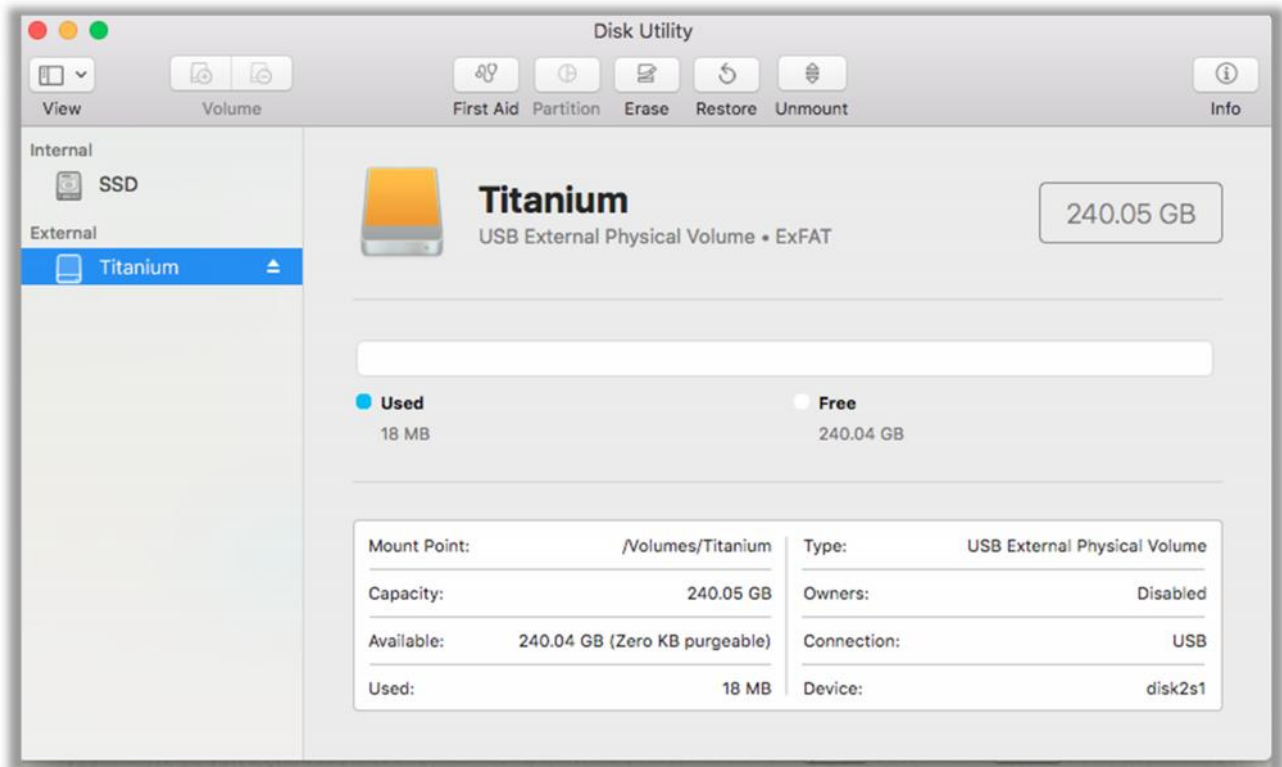 Disk Utility
View Volume First Aid Partition Erase Restore Unmount Info
Internal
SSD
External
Titanium
Titanium
USB External Physical Volume • ExFAT
240.05 GB
Used
18 MB
Free
240.04 GB
Mount Point: /Volumes/Titanium
Capacity: 240.05 GB
Available: 240.04 GB (Zero KB purgeable)
Used: 18 MB
Type: USB External Physical Volume
Owners: Disabled
Connection: USB
Device: disk2s1